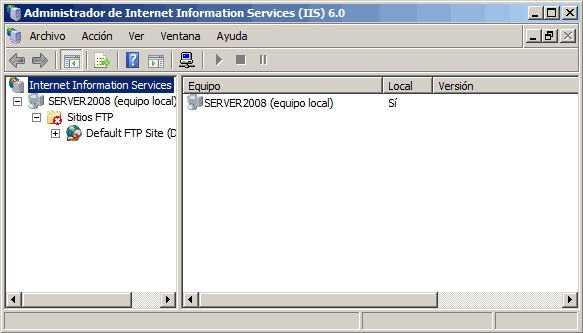 Administrador de Internet Information Services (IIS) 6.0
Archivo Acción Ver Ventana Ayuda
Internet Information Services
SERVER2008 (equipo local)
Sitios FTP
Default FTP Site (D
Equipo Local Versión
SERVER2008 (equipo local) Sí